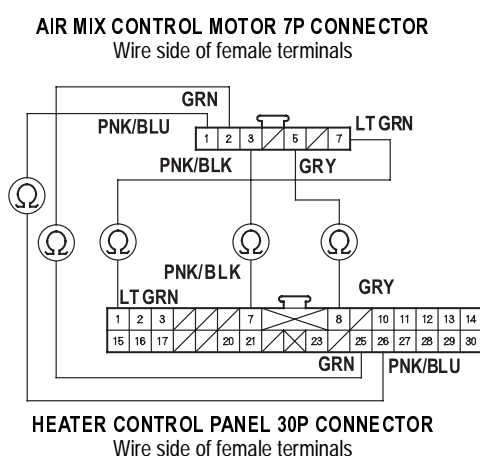 AIR MIX CONTROL MOTOR 7P CONNECTOR
Wire side of female terminals
GRN
PNK/BLU
LT GRN
1 2 3 5 7
PNK/BLK
GRY
Ω Ω Ω Ω Ω
PNK/BLK
GRY
LT GRN
1 2 3 7 8 10 11 12 13 14
15 16 17 20 21 23 25 26 27 28 29 30
GRN
PNK/BLU
HEATER CONTROL PANEL 30P CONNECTOR
Wire side of female terminals